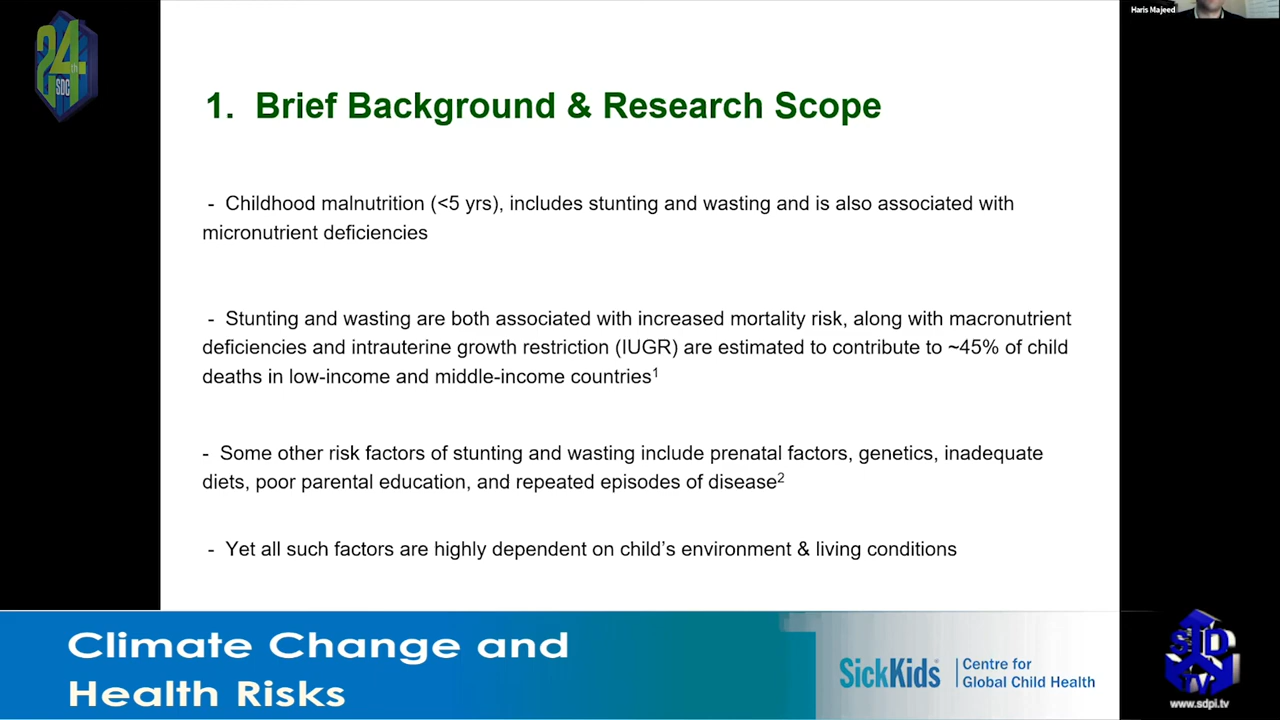 Haris Majeed
24th
SDC
1. Brief Background & Research Scope
- Childhood malnutrition (<5 yrs), includes stunting and wasting and is also associated with
micronutrient deficiencies
- Stunting and wasting are both associated with increased mortality risk, along with macronutrient
deficiencies and intrauterine growth restriction (IUGR) are estimated to contribute to ~45% of child
deaths in low-income and middle-income countries¹
- Some other risk factors of stunting and wasting include prenatal factors, genetics, inadequate
diets, poor parental education, and repeated episodes of disease²
- Yet all such factors are highly dependent on child's environment & living conditions
Climate Change and
Health Risks
SickKids
Centre for
Global Child Health
SDPI
TV
www.sdpi.tv